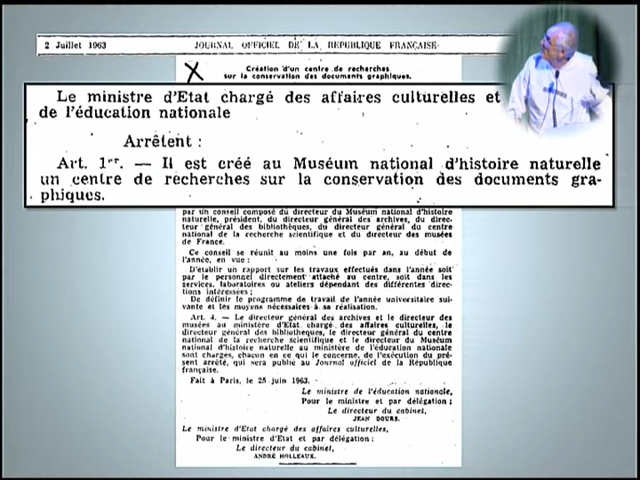 2 Juillet 1963
JOURNAL OFFICIEL DE LA REPUBLIQUE FRANÇAISE
Création d'un centre de recherches
sur la conservation des documents graphiques.
Le ministre d'Etat chargé des affaires culturelles et
de l'éducation nationale
Arrêtent :
Art. 1er. — Il est créé au Muséum national d'histoire naturelle
un centre de recherches sur la conservation des documents gra-
phiques.
par un conseil composé du directeur du Muséum national d'histoire
naturelle, président, du directeur général des archives, du direc-
teur général des bibliothèques, du directeur général du centre
national de la recherche scientifique et du directeur des musées
de France.
Ce conseil se réunit au moins une fois par an, au début de
l'année, en vue :
D'établir un rapport sur les travaux effectués dans l'année soit
par le personnel directement attaché au centre, soit dans les
services, laboratoires ou ateliers dépendant des différentes direc-
tions intéressées ;
De définir le programme de travail de l'année universitaire sui-
vante et les moyens nécessaires à sa réalisation.
Art. 4. — Le directeur général des archives et le directeur des
musées au ministère d'Etat chargé des affaires culturelles, le
directeur général des bibliothèques, le directeur général du centre
national de la recherche scientifique et le directeur du Muséum
national d'histoire naturelle au ministère de l'éducation nationale
sont chargés, chacun en ce qui le concerne, de l'exécution du pré-
sent arrêté, qui sera publié au Journal officiel de la République
française.
Fait à Paris, le 25 juin 1963.
Le ministre de l'éducation nationale,
Pour le ministre et par délégation :
Le directeur du cabinet,
JEAN DOURS.
Le ministre d'Etat chargé des affaires culturelles,
Pour le ministre d'Etat et par délégation :
Le directeur du cabinet,
ANDRÉ HOLLEAUX.